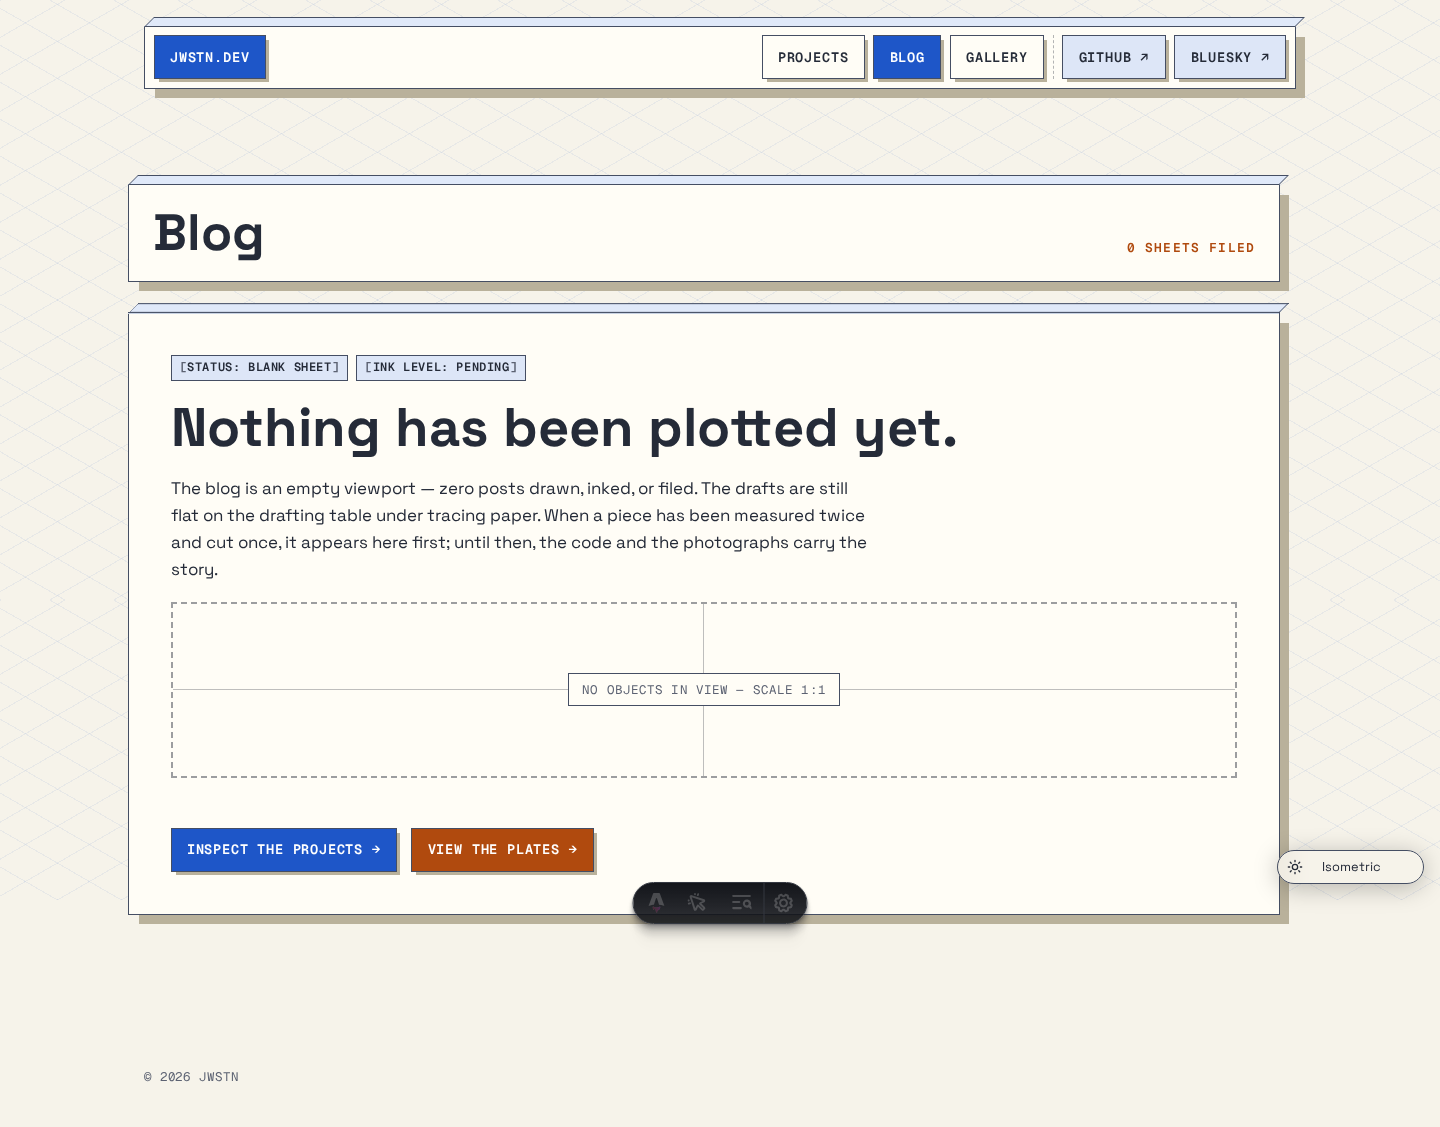 JWSTN.DEV
PROJECTS
BLOG
GALLERY
GITHUB ↗
BLUESKY ↗
Blog
0 SHEETS FILED
[STATUS: BLANK SHEET]
[INK LEVEL: PENDING]
Nothing has been plotted yet.
The blog is an empty viewport — zero posts drawn, inked, or filed. The drafts are still
flat on the drafting table under tracing paper. When a piece has been measured twice
and cut once, it appears here first; until then, the code and the photographs carry the
story.
NO OBJECTS IN VIEW — SCALE 1:1
INSPECT THE PROJECTS →
VIEW THE PLATES →
Isometric
© 2026 JWSTN